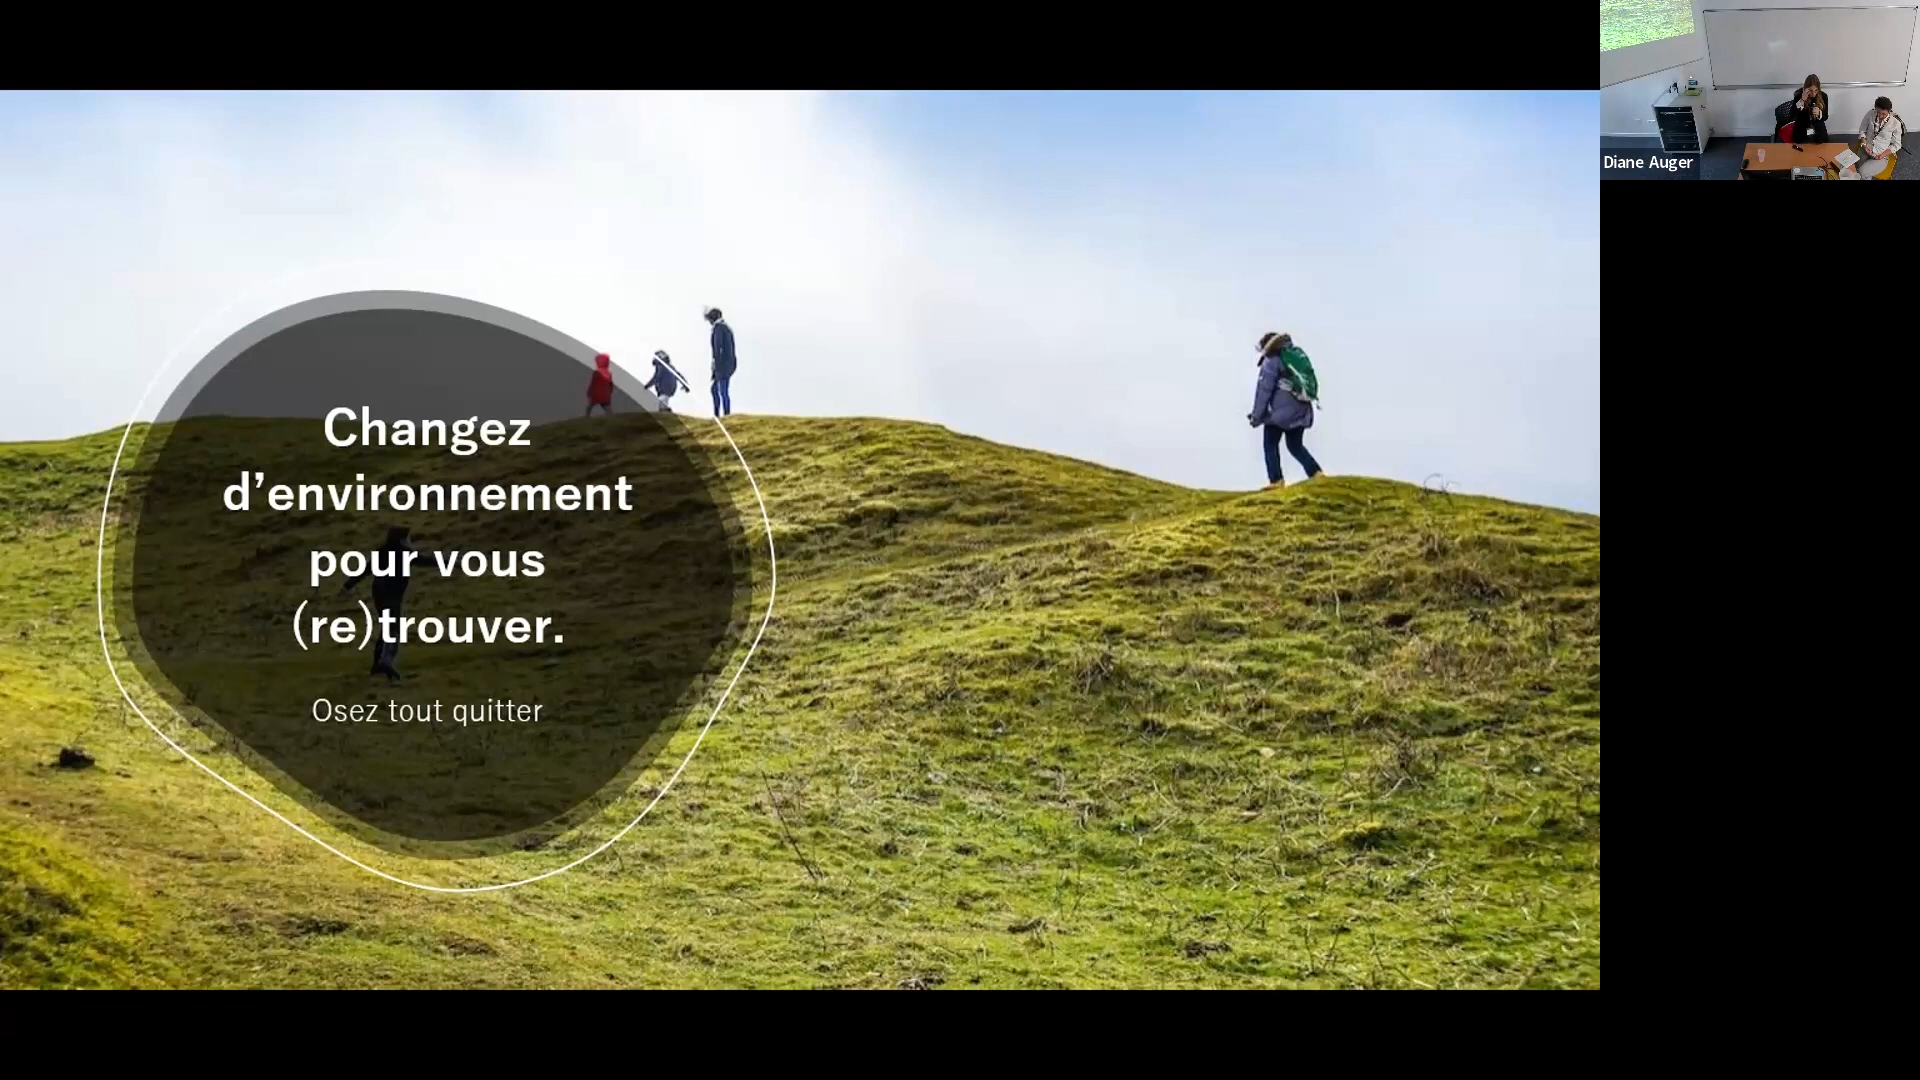 Changez
d’environnement
pour vous
(re)trouver.
Osez tout quitter
Diane Auger